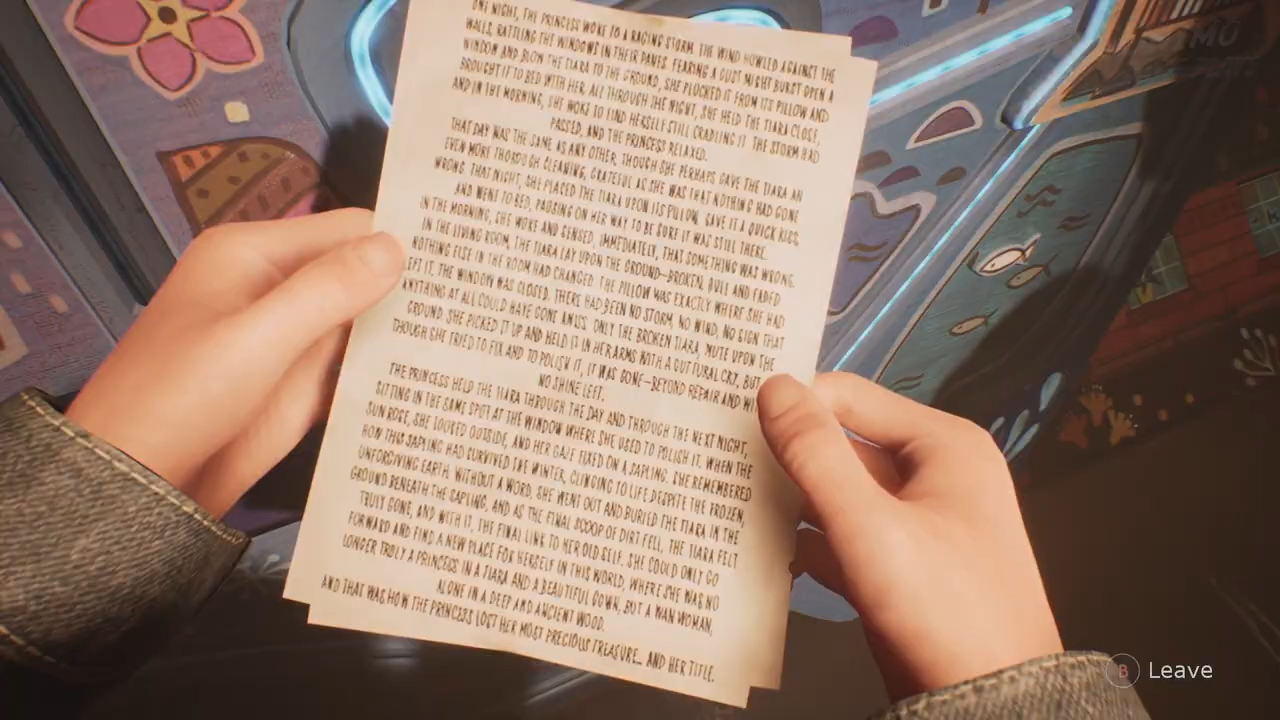 ONE NIGHT, THE PRINCESS WOKE TO A RAGING STORM. THE WIND HOWLED AGAINST THE
WALLS, RATTLING THE WINDOWS IN THEIR PANES. FEARING A GUST MIGHT BURST OPEN A
WINDOW AND BLOW THE TIARA TO THE GROUND, SHE PLUCKED IT FROM ITS PILLOW AND
BROUGHT IT TO BED WITH HER. ALL THROUGH SHE NIGHT, SHE HELD THE TIARA CLOSE,
AND IN THE MORNING, SHE WOKE TO FIND HERSELF STILL CRADLING IT. THE STORM HAD
PASSED, AND THE PRINCESS RELAXED.
THAT DAY WAS THE SAME AS ANY OTHER, THOUGH SHE PERHAPS GAVE THE TIARA AN
EVEN MORE THOROUGH CLEANING, GRATEFUL AS SHE WAS THAT NOTHING HAD GONE
WRONG. THAT NIGHT, SHE PLACED THE TIARA UPON ITS PILLOW, GAVE IT A QUICK KISS,
AND WENT TO BED, PAUSING ON HER WAY TO BE SURE IT WAS STILL THERE.
IN THE MORNING, SHE WOKE AND SENSED, IMMEDIATELY, THAT SOMETHING WAS WRONG.
IN THE LIVING ROOM, THE TIARA LAY UPON THE GROUND—BROKEN, DULL AND FADED.
NOTHING ELSE IN THE ROOM HAD CHANGED. THE PILLOW WAS EXACTLY WHERE SHE HAD
LEFT IT. THE WINDOW WAS CLOSED. THERE HAD BEEN NO STORM, NO WIND, NO SIGN THAT
ANYTHING AT ALL COULD HAVE GONE AMISS. ONLY THE BROKEN TIARA, MUTE UPON THE
GROUND. SHE PICKED IT UP AND HELD IT IN HER ARMS WITH A GUTTURAL CRY, BUT
THOUGH SHE TRIED TO FIX AND TO POLISH IT, IT WAS GONE—BEYOND REPAIR AND WI
NO SHINE LEFT.
THE PRINCESS HELD THE TIARA THROUGH THE DAY AND THROUGH THE NEXT NIGHT,
SITTING IN THE SAME SPOT AT THE WINDOW WHERE SHE USED TO POLISH IT. WHEN THE
SUN ROSE, SHE LOOKED OUTSIDE, AND HER GAZE FIXED ON A SAPLING. SHE REMEMBERED
HOW THIS SAPLING HAD SURVIVED THE WINTER, CLINGING TO LIFE DESPITE THE FROZEN,
UNFORGIVING EARTH. WITHOUT A WORD, SHE WENT OUT AND BURIED THE TIARA IN THE
GROUND BENEATH THE SAPLING, AND AS THE FINAL SCOOP OF DIRT FELL, THE TIARA FELT
TRULY GONE, AND WITH IT, THE FINAL LINK TO HER OLD SELF. SHE COULD ONLY GO
FORWARD AND FIND A NEW PLACE FOR HERSELF IN THIS WORLD, WHERE SHE WAS NO
LONGER TRULY A PRINCESS IN A TIARA AND A BEAUTIFUL GOWN, BUT A WAN WOMAN,
ALONE IN A DEEP AND ANCIENT WOOD.
AND THAT WAS HOW THE PRINCESS LOST HER MOST PRECIOUS TREASURE... AND HER TITLE.
B Leave